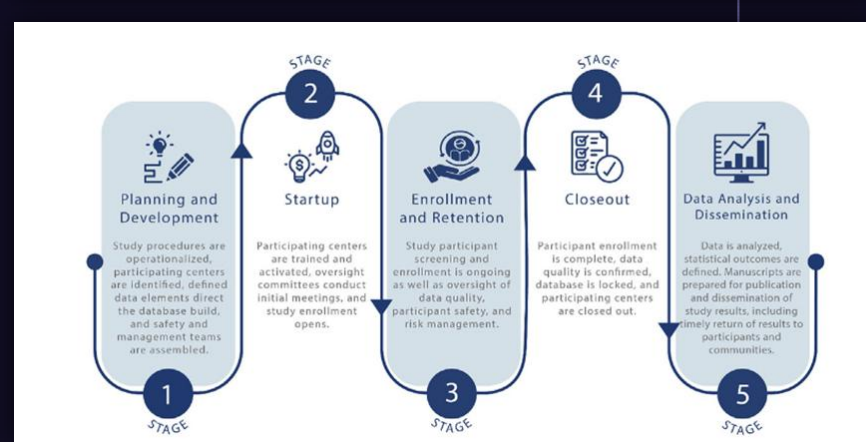 STAGE
1
Planning and
Development
Study procedures are
operationalized,
participating centers
are identified, defined
data elements direct
the database build,
and safety and
management teams
are assembled.
STAGE
2
Startup
Participating centers
are trained and
activated, oversight
committees conduct
initial meetings, and
study enrollment
opens.
STAGE
3
Enrollment
and Retention
Study participant
screening and
enrollment is ongoing
as well as oversight of
data quality,
participant safety, and
risk management.
STAGE
4
Closeout
Participant enrollment
is complete, data
quality is confirmed,
database is locked, and
participating centers
are closed out.
STAGE
5
Data Analysis and
Dissemination
Data is analyzed,
statistical outcomes are
defined. Manuscripts are
prepared for publication
and dissemination of
study results, including
timely return of results to
participants and
communities.